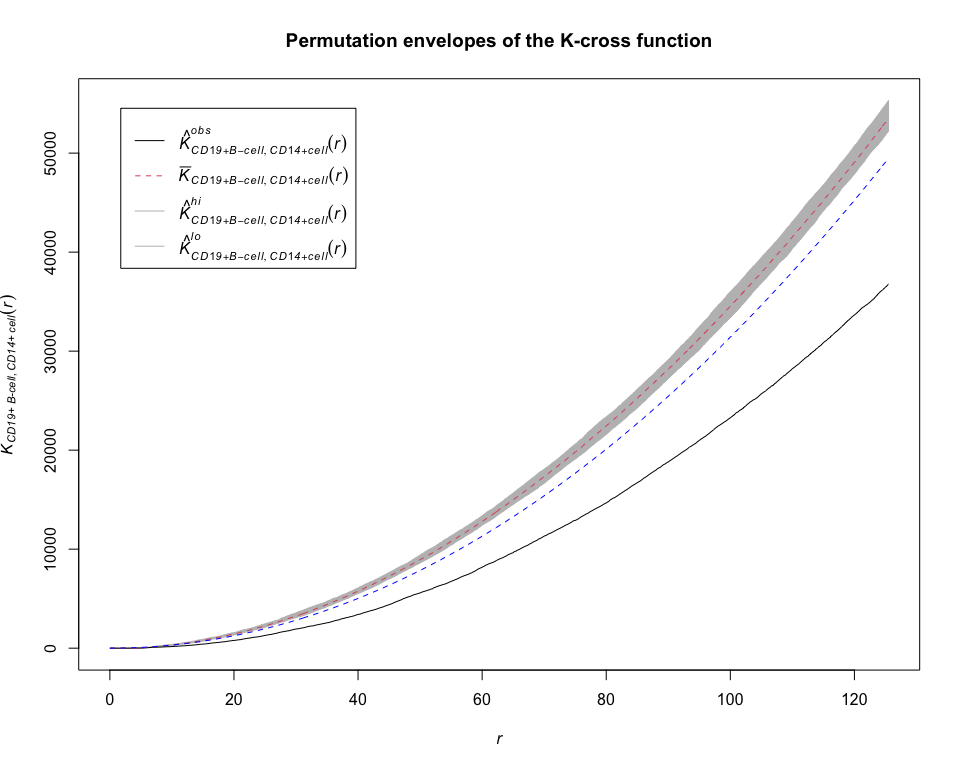 Permutation envelopes of the K-cross function
K̂^obs_CD19+B−cell, CD14+cell(r)
K̅_CD19+B−cell, CD14+cell(r)
K̂^hi_CD19+B−cell, CD14+cell(r)
K̂^lo_CD19+B−cell, CD14+cell(r)
K_CD19+ B-cell, CD14+ cell(r)
50000
40000
30000
20000
10000
0
0 20 40 60 80 100 120
r